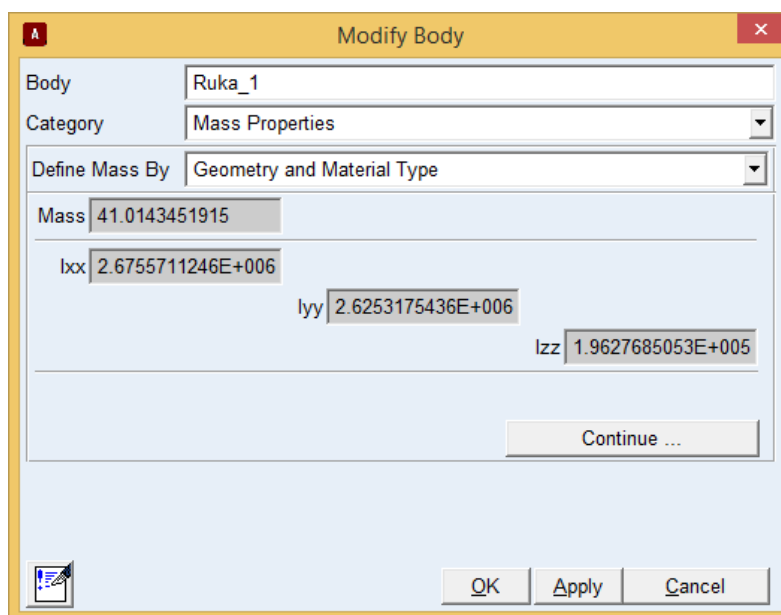 A Modify Body ×
Body Ruka_1
Category Mass Properties
Define Mass By Geometry and Material Type
Mass 41.0143451915
Ixx 2.6755711246E+006
Iyy 2.6253175436E+006
Izz 1.9627685053E+005
Continue ...
OK Apply Cancel